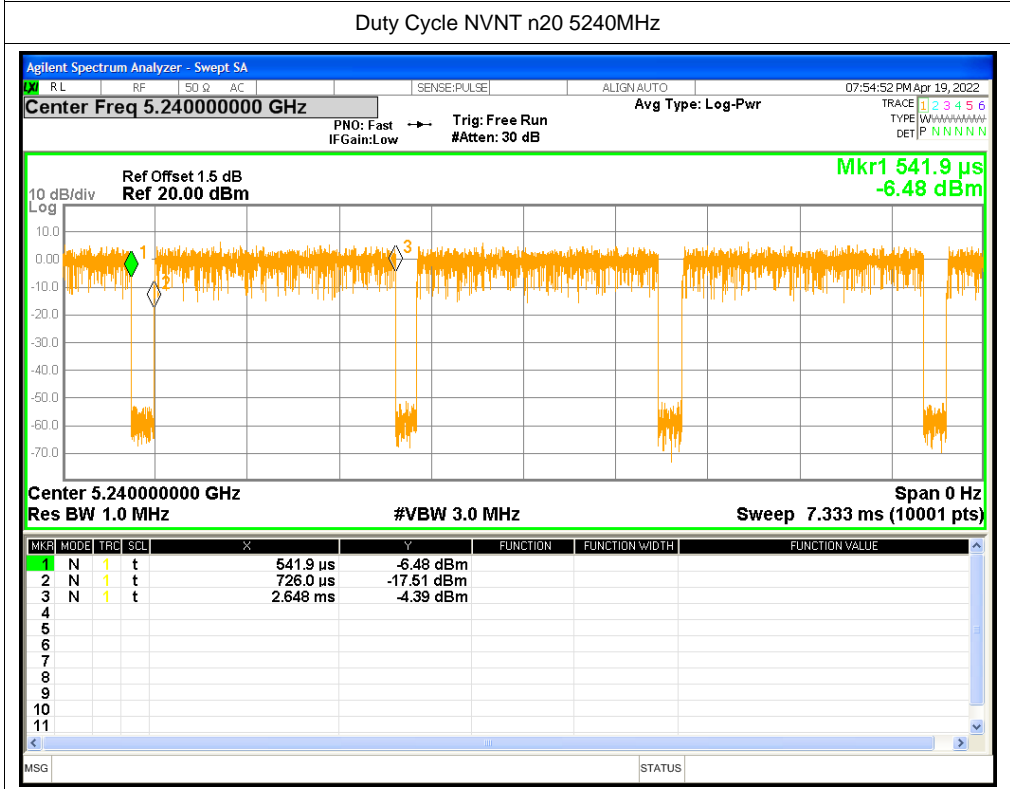 Duty Cycle NVNT n20 5240MHz
Agilent Spectrum Analyzer - Swept SA
LXI RL RF 50 Ω AC SENSE:PULSE ALIGN AUTO 07:54:52 PM Apr 19, 2022
Center Freq 5.240000000 GHz
Avg Type: Log-Pwr
TRACE 1 2 3 4 5 6
PNO: Fast Trig: Free Run
TYPE W
IFGain:Low #Atten: 30 dB
DET P N N N N N
Mkr1 541.9 µs
Ref Offset 1.5 dB
-6.48 dBm
10 dB/div Ref 20.00 dBm
Log
10.0
0.00
-10.0
-20.0
-30.0
-40.0
-50.0
-60.0
-70.0
1
2
3
Center 5.240000000 GHz Span 0 Hz
Res BW 1.0 MHz #VBW 3.0 MHz Sweep 7.333 ms (10001 pts)
MKR MODE TRC SCL X Y FUNCTION FUNCTION WIDTH FUNCTION VALUE
1 N 1 t 541.9 µs -6.48 dBm
2 N 1 t 726.0 µs -17.51 dBm
3 N 1 t 2.648 ms -4.39 dBm
4
5
6
7
8
9
10
11
MSG STATUS